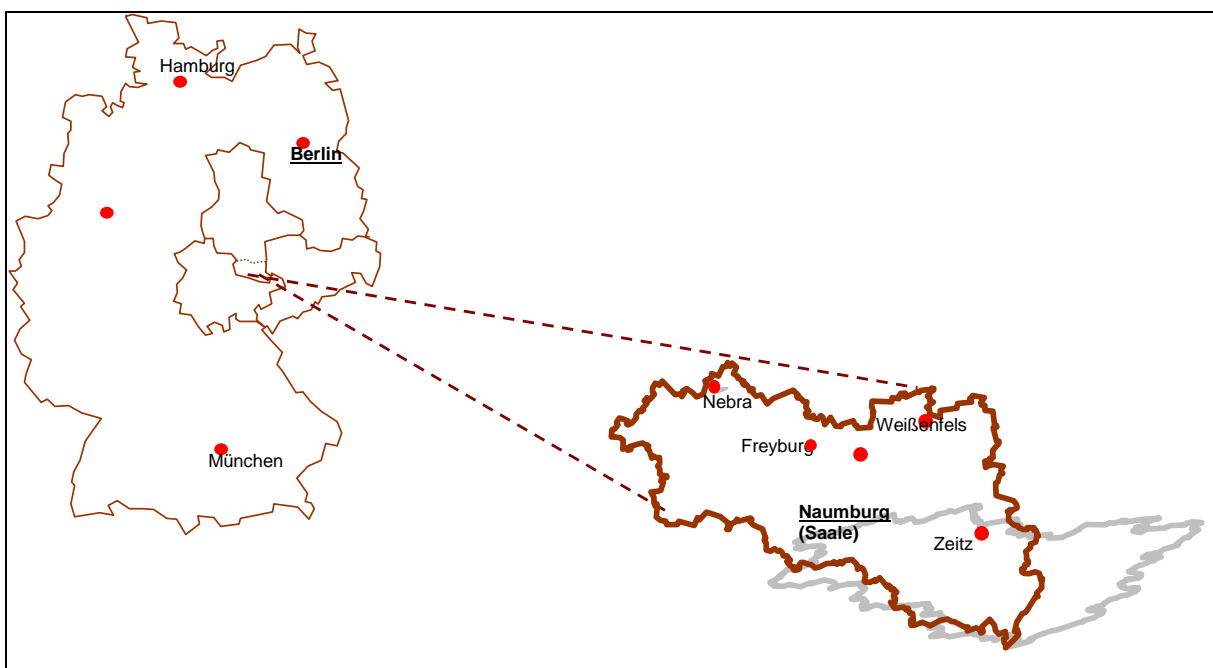 Hamburg
Berlin
München
Nebra
Weißenfels
Freyburg
Naumburg
(Saale)
Zeitz